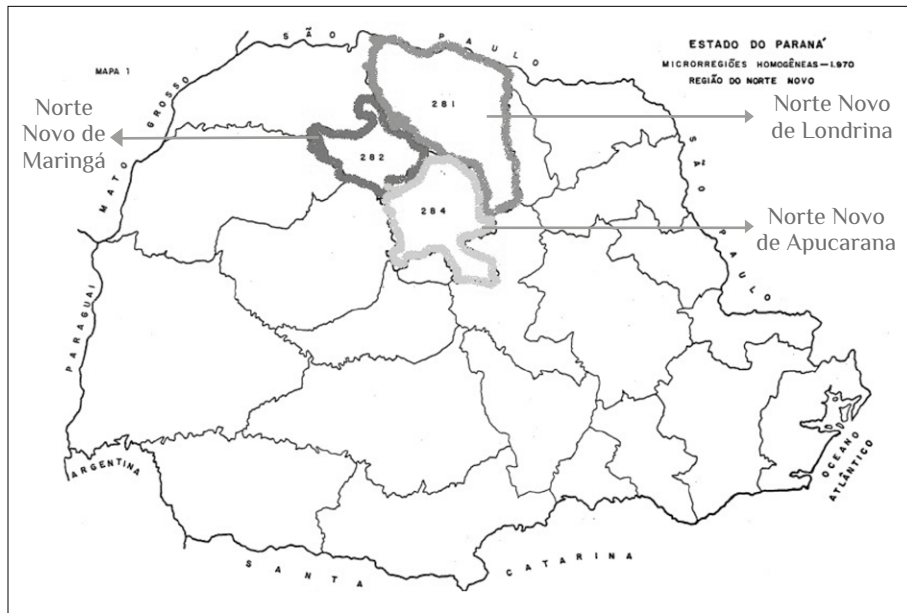 SÃO PAULO
ESTADO DO PARANÁ
MICRORREGIÕES HOMOGÊNEAS—1.970
REGIÃO DO NORTE NOVO
MAPA 1
MATO GROSSO
Norte
Novo de
Maringá
281
Norte Novo
de Londrina
282
SÃO PAULO
284
Norte Novo
de Apucarana
PARAGUAI
ARGENTINA
OCEANO
ATLÂNTICO
SANTA CATARINA